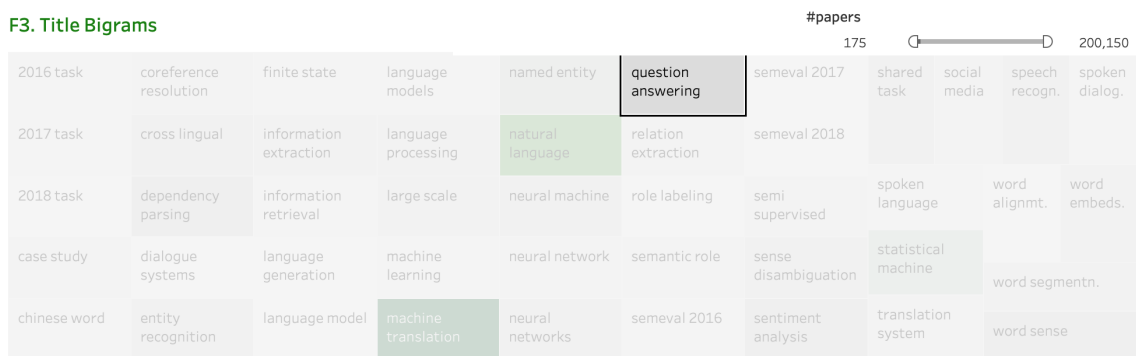 F3. Title Bigrams
#papers
175
200,150
2016 task
coreference
resolution
finite state
language
models
named entity
question
answering
semeval 2017
shared
task
social
media
speech
recogn.
spoken
dialog.
2017 task
cross lingual
information
extraction
language
processing
natural
language
relation
extraction
semeval 2018
2018 task
dependency
parsing
information
retrieval
large scale
neural machine
role labeling
semi
supervised
spoken
language
word
alignmt.
word
embeds.
case study
dialogue
systems
language
generation
machine
learning
neural network
semantic role
sense
disambiguation
statistical
machine
word segmentn.
chinese word
entity
recognition
language model
machine
translation
neural
networks
semeval 2016
sentiment
analysis
translation
system
word sense